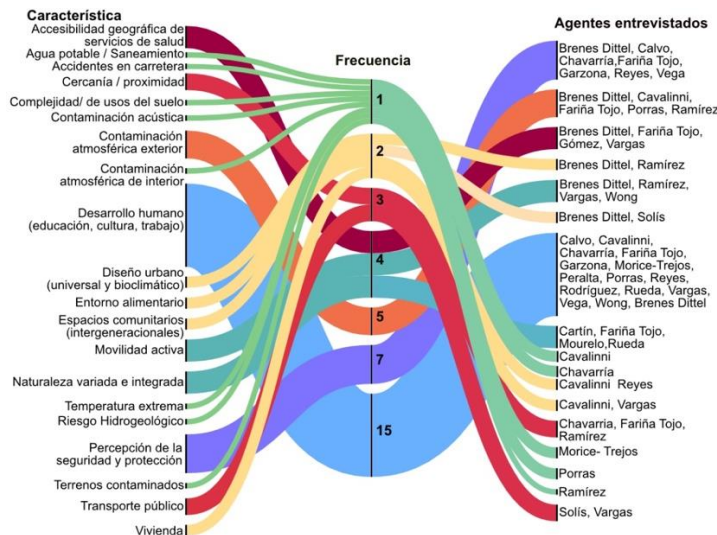 Característica
Accesibilidad geográfica de
servicios de salud
Agua potable / Saneamiento
Accidentes en carretera
Cercanía / proximidad
Complejidad/ de usos del suelo
Contaminación acústica
Contaminación
atmosférica exterior
Contaminación
atmosférica de interior
Desarrollo humano
(educación, cultura, trabajo)
Diseño urbano
(universal y bioclimático)
Entorno alimentario
Espacios comunitarios
(intergeneracionales)
Movilidad activa
Naturaleza variada e integrada
Temperatura extrema
Riesgo Hidrogeológico
Percepción de la
seguridad y protección
Terrenos contaminados
Transporte público
Vivienda
Frecuencia
1
2
3
4
5
7
15
Agentes entrevistados
Brenes Dittel, Calvo,
Chavarría,Fariña Tojo,
Garzona, Reyes, Vega
Brenes Dittel, Cavalinni,
Fariña Tojo, Porras, Ramírez
Brenes Dittel, Fariña Tojo,
Gómez, Vargas
Brenes Dittel, Ramírez
Brenes Dittel, Ramírez,
Vargas, Wong
Brenes Dittel, Solís
Calvo, Cavalinni,
Chavarría, Fariña Tojo,
Garzona, Morice-Trejos,
Peralta, Porras, Reyes,
Rodríguez, Rueda, Vargas,
Vega, Wong, Brenes Dittel
Cartín, Fariña Tojo,
Mourelo,Rueda
Cavalinni
Chavarría
Cavalinni Reyes
Cavalinni, Vargas
Chavarria, Fariña Tojo,
Ramírez
Morice- Trejos
Porras
Ramírez
Solís, Vargas